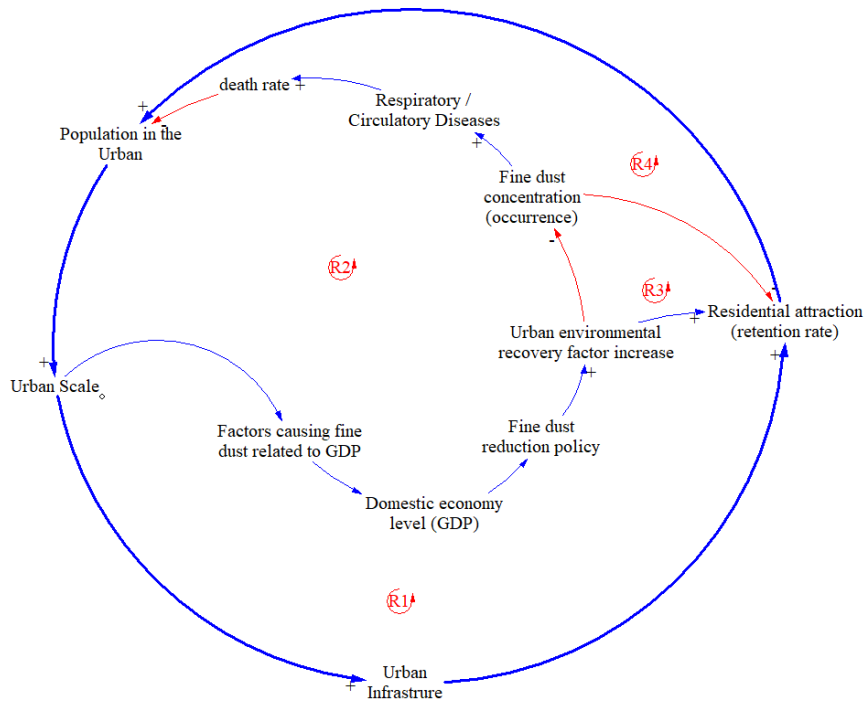 death rate
+
Respiratory /
Circulatory Diseases
+
+
-
Population in the
Urban
R4
Fine dust
concentration
(occurrence)
-
R2
R3
-
Residential attraction
(retention rate)
+
+
Urban environmental
recovery factor increase
+
+
Urban Scale
Factors causing fine
dust related to GDP
Fine dust
reduction policy
Domestic economy
level (GDP)
R1
Urban
Infrastrure
+